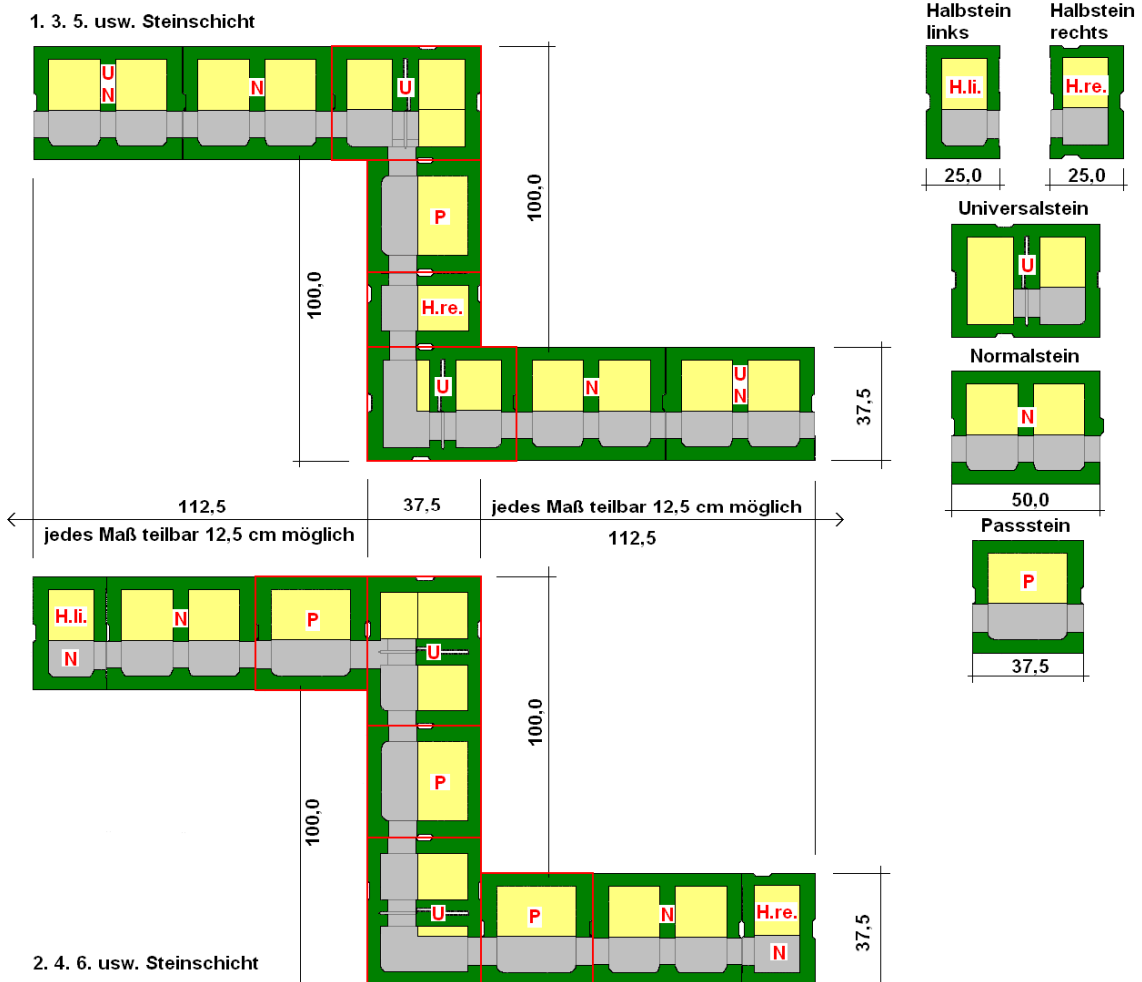 1. 3. 5. usw. Steinschicht
U
N
N
U
P
H.re.
U
N
U
N
100,0
100,0
37,5
112,5
37,5
jedes Maß teilbar 12,5 cm möglich
jedes Maß teilbar 12,5 cm möglich
112,5
H.li.
N
N
P
U
P
U
P
N
H.re.
N
100,0
100,0
37,5
2. 4. 6. usw. Steinschicht
Halbstein
links
H.li.
25,0
Halbstein
rechts
H.re.
25,0
Universalstein
U
Normalstein
N
50,0
Passstein
P
37,5